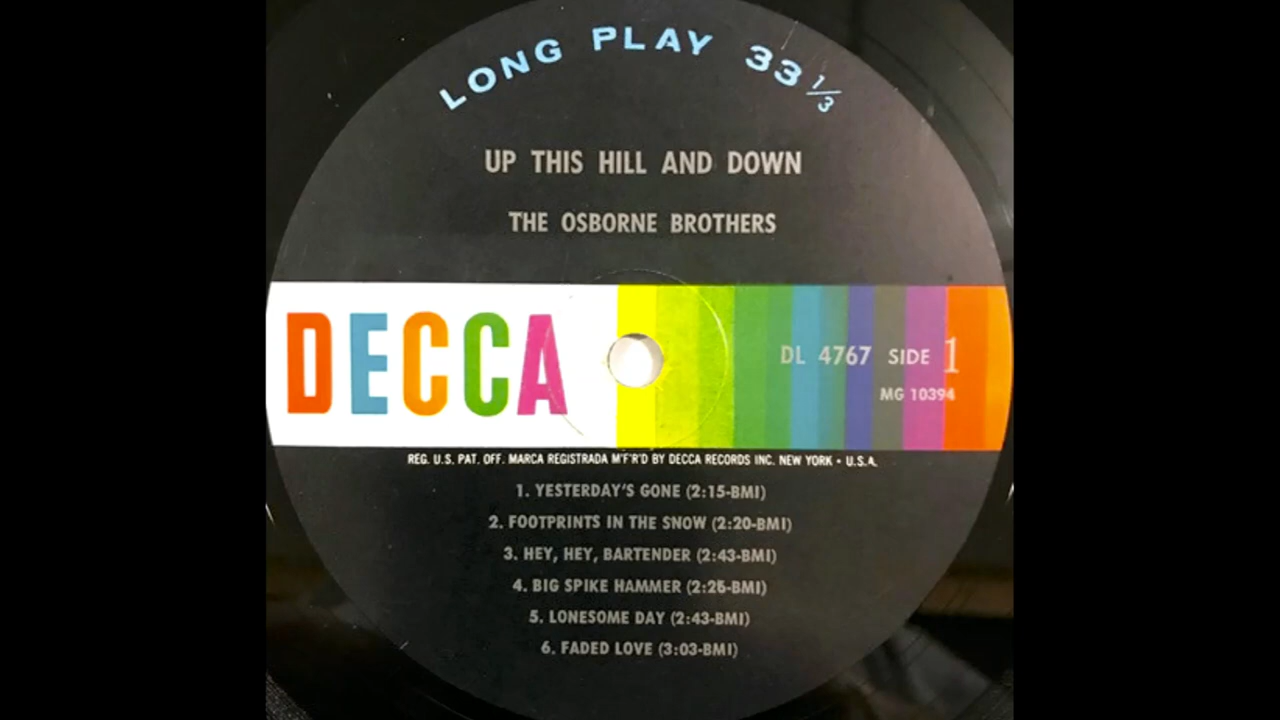 LONG PLAY 33 1/3
UP THIS HILL AND DOWN
THE OSBORNE BROTHERS
DECCA
DL 4767 SIDE 1
MG 10394
REG. U.S. PAT. OFF. MARCA REGISTRADA M'F'R'D BY DECCA RECORDS INC. NEW YORK • U.S.A.
1. YESTERDAY'S GONE (2:15-BMI)
2. FOOTPRINTS IN THE SNOW (2:20-BMI)
3. HEY, HEY, BARTENDER (2:43-BMI)
4. BIG SPIKE HAMMER (2:25-BMI)
5. LONESOME DAY (2:43-BMI)
6. FADED LOVE (3:03-BMI)